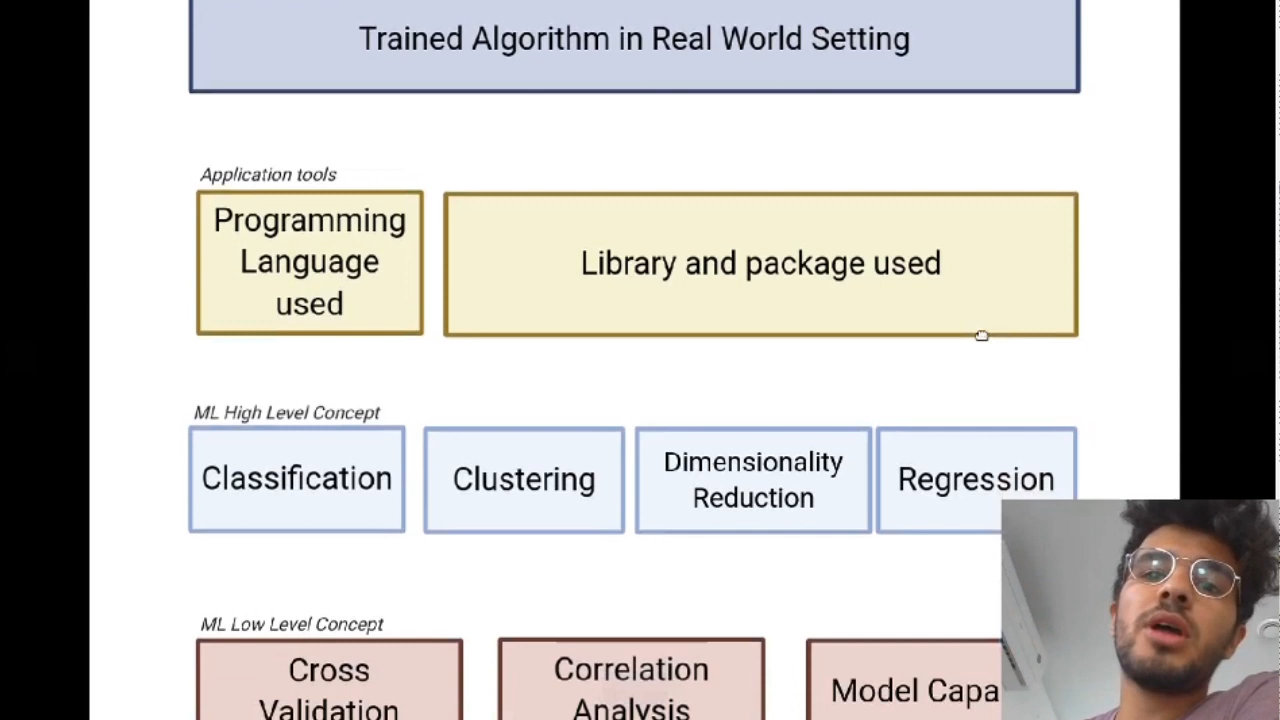 Trained Algorithm in Real World Setting
Application tools
Programming
Language
used
Library and package used
ML High Level Concept
Classification
Clustering
Dimensionality
Reduction
Regression
ML Low Level Concept
Cross
Validation
Correlation
Analysis
Model Capa